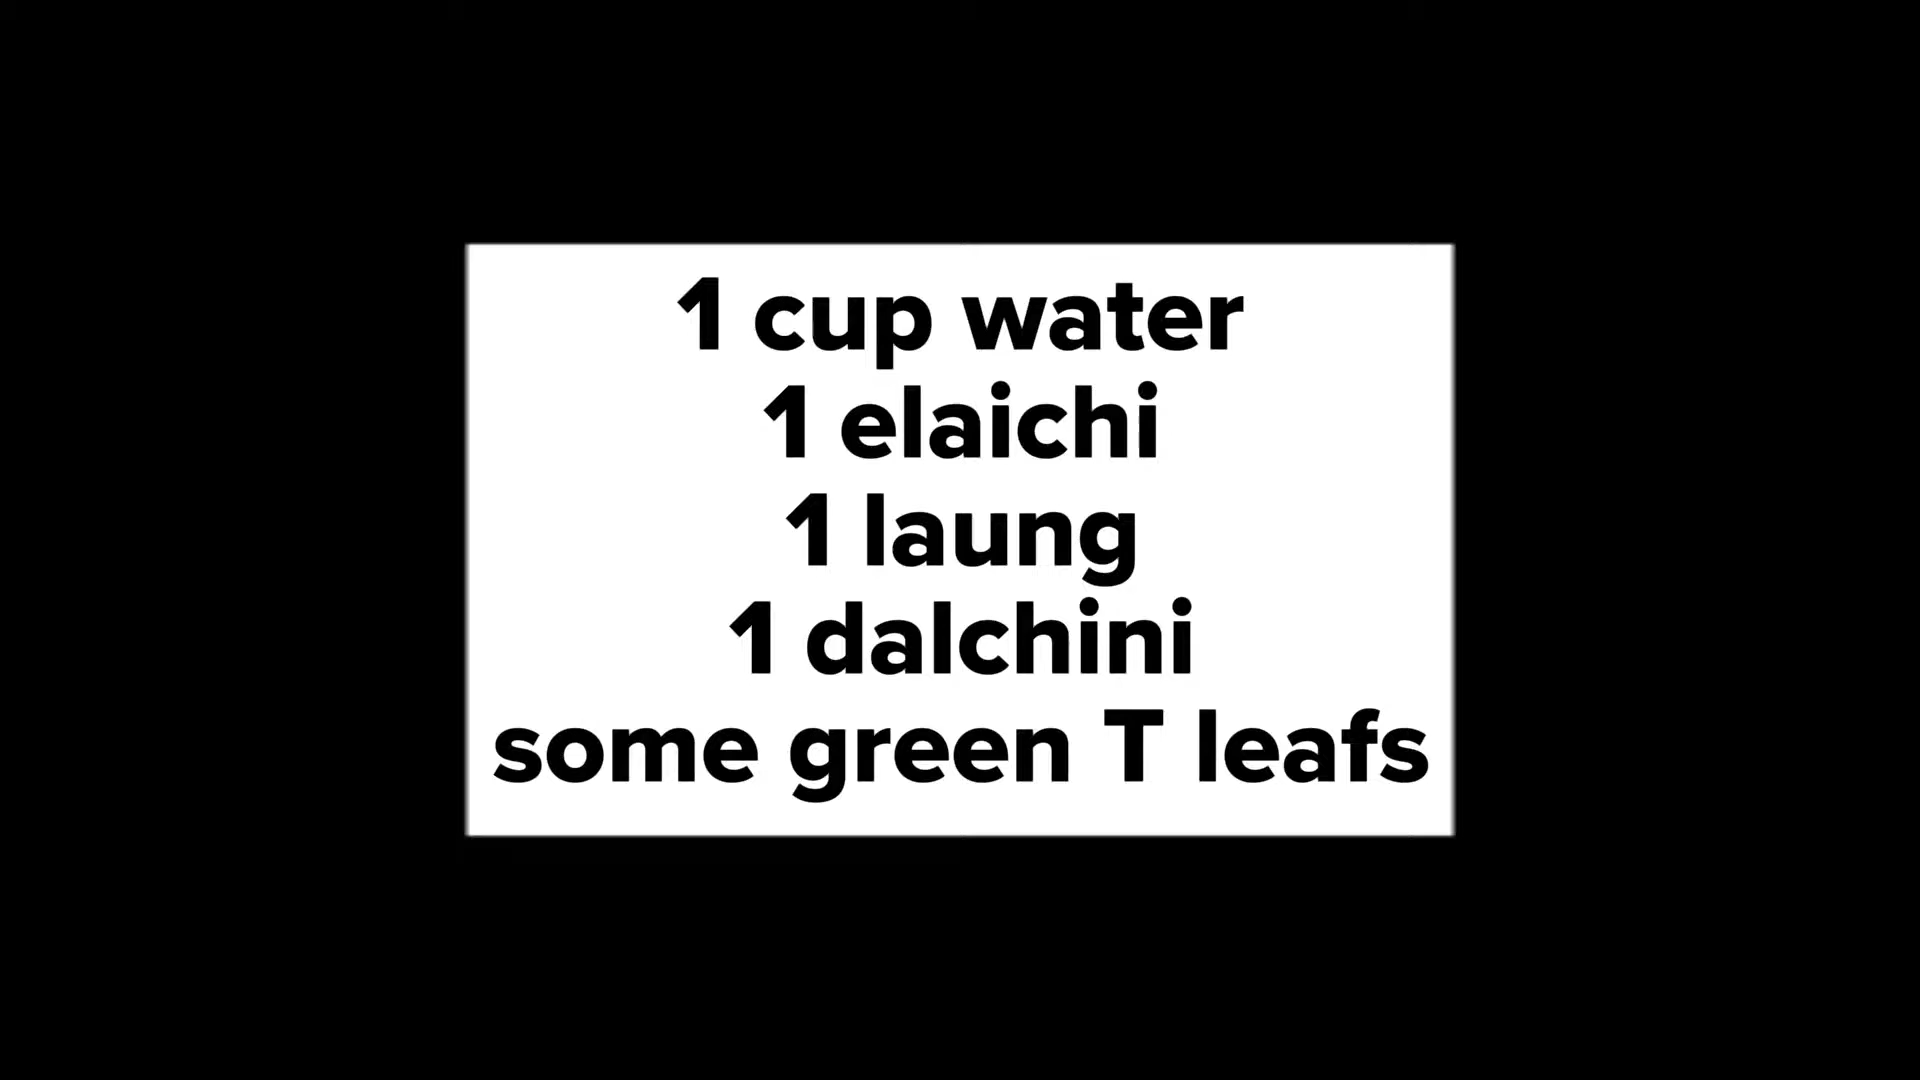 1 cup water
1 elaichi
1 laung
1 dalchini
some green T leafs